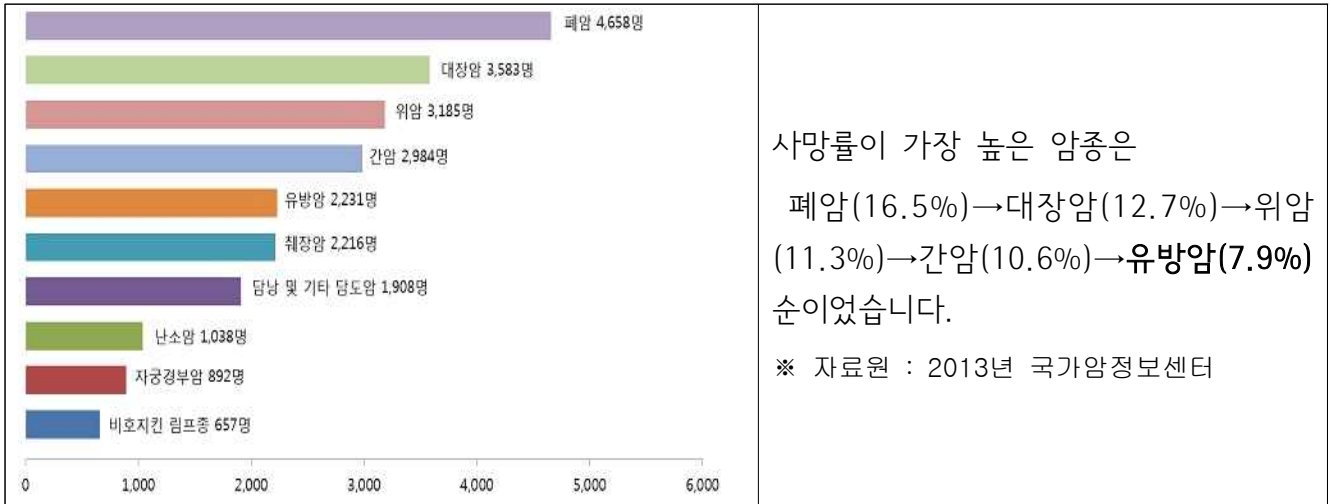 폐암 4,658명
대장암 3,583명
위암 3,185명
간암 2,984명
유방암 2,231명
췌장암 2,216명
담낭 및 기타 담도암 1,908명
난소암 1,038명
자궁경부암 892명
비호지킨 림프종 657명
0 1,000 2,000 3,000 4,000 5,000 6,000
사망률이 가장 높은 암종은
폐암(16.5%)→대장암(12.7%)→위암
(11.3%)→간암(10.6%)→유방암(7.9%)
순이었습니다.
※ 자료원 : 2013년 국가암정보센터